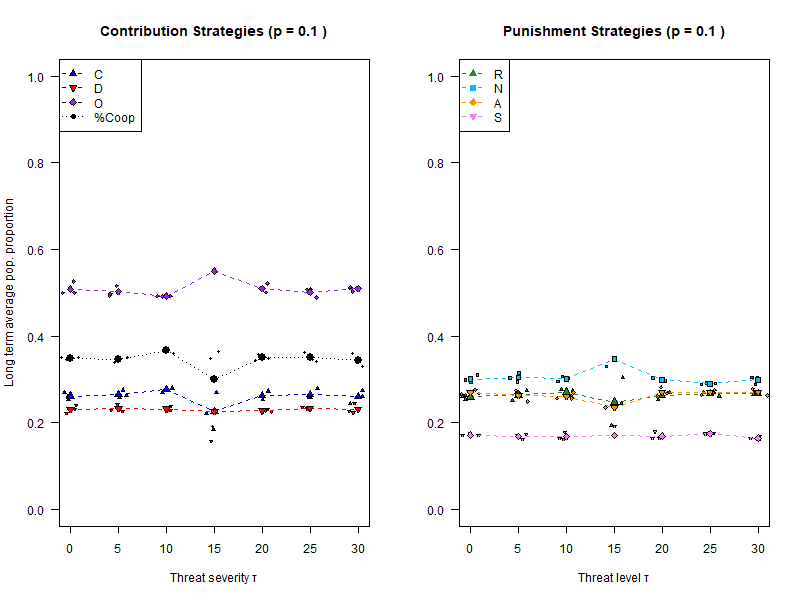 Contribution Strategies (p = 0.1 )
C
D
O
%Coop
1.0
0.8
0.6
0.4
0.2
0.0
Long term average pop. proportion
0 5 10 15 20 25 30
Threat severity τ
Punishment Strategies (p = 0.1 )
R
N
A
S
1.0
0.8
0.6
0.4
0.2
0.0
0 5 10 15 20 25 30
Threat level τ